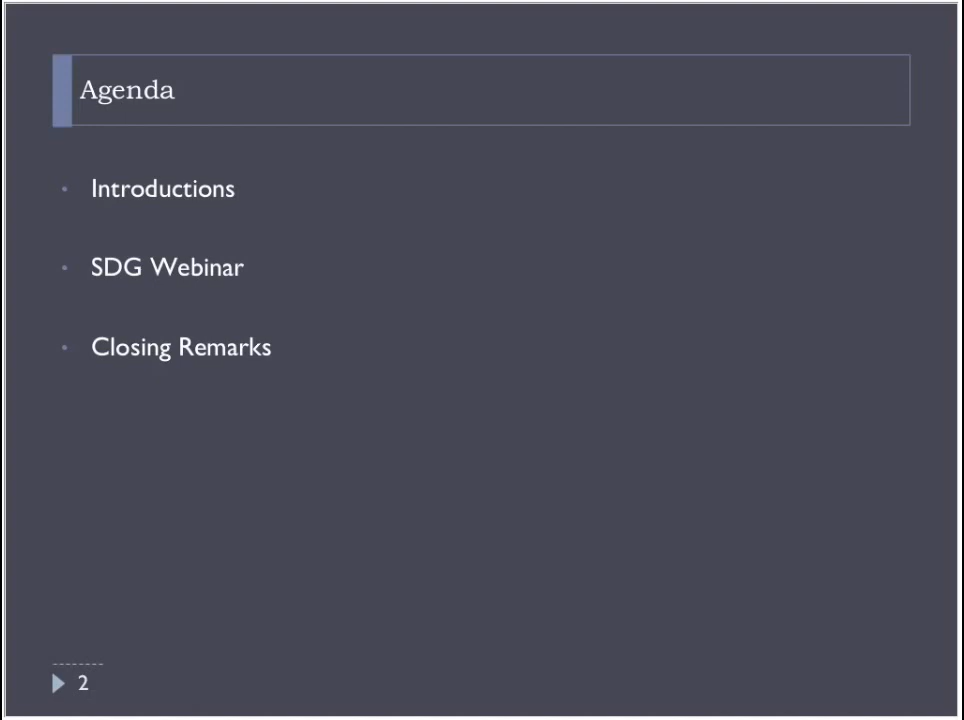 Agenda
• Introductions
• SDG Webinar
• Closing Remarks
2